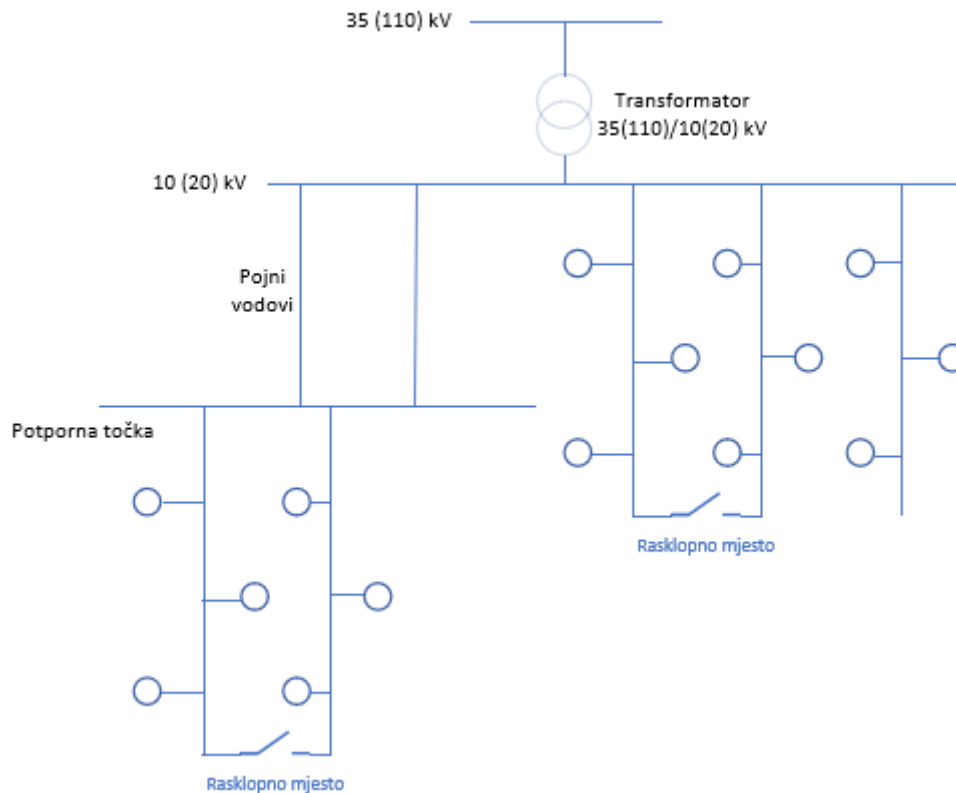 35 (110) kV
Transformator
35(110)/10(20) kV
10 (20) kV
Pojni
vodovi
Potporna točka
Rasklopno mjesto
Rasklopno mjesto